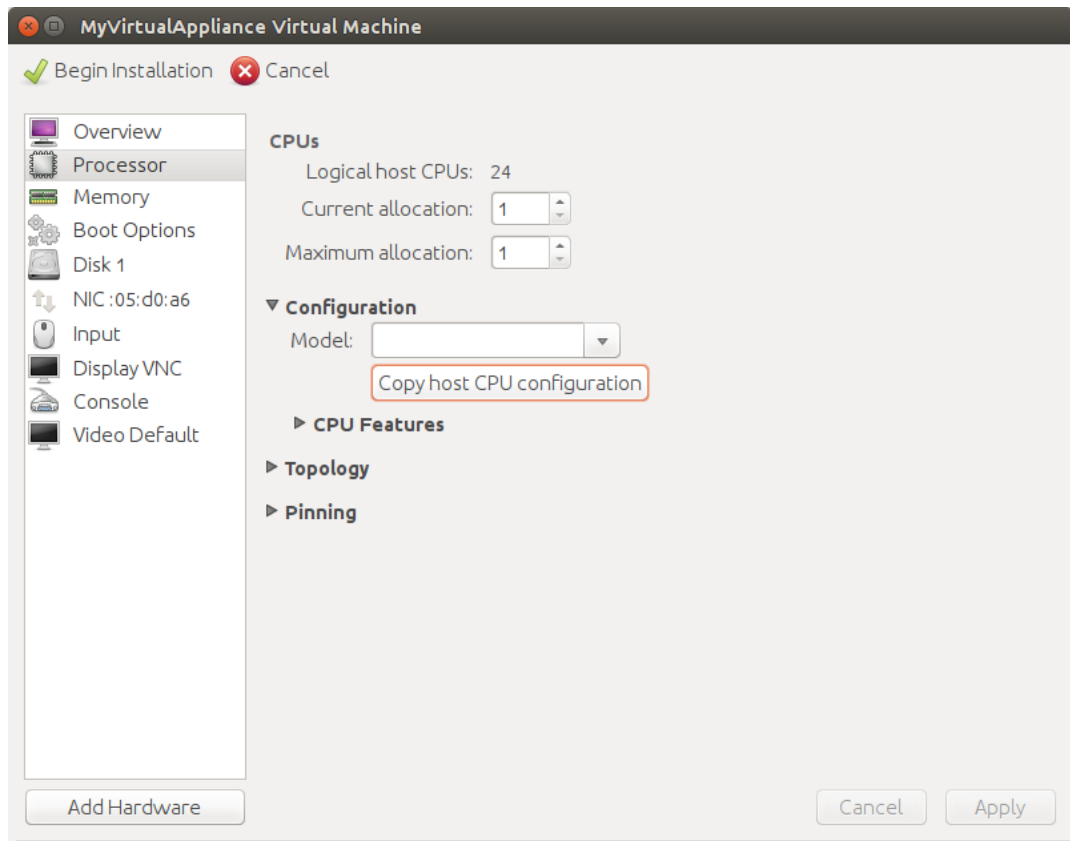 MyVirtualAppliance Virtual Machine
Begin Installation Cancel
Overview
Processor
Memory
Boot Options
Disk 1
NIC :05:d0:a6
Input
Display VNC
Console
Video Default
Add Hardware
CPUs
Logical host CPUs: 24
Current allocation: 1
Maximum allocation: 1
Configuration
Model:
Copy host CPU configuration
CPU Features
Topology
Pinning
Cancel Apply